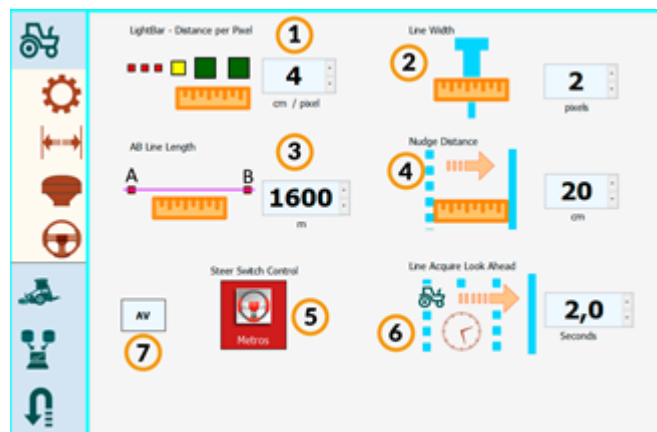 LightBar - Distance per Pixel
1
4
cm / pixel
Line Width
2
2
pixels
AB Line Length
3
A B
1600
m
Nudge Distance
4
20
cm
Steer Switch Control
5
Metros
AV
7
Line Acquire Look Ahead
6
2,0
Seconds